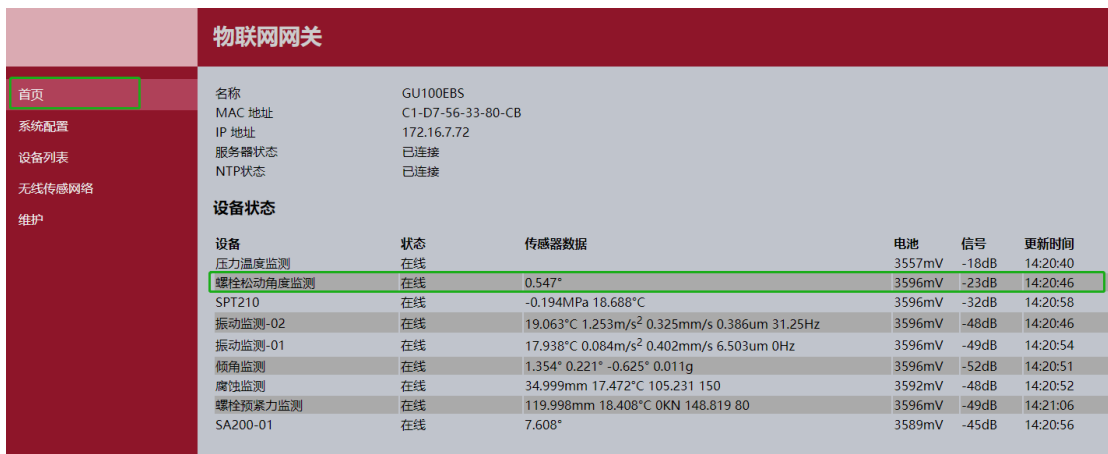 物联网网关
首页
系统配置
设备列表
无线传感网络
维护
名称 GU100EBS
MAC 地址 C1-D7-56-33-80-CB
IP 地址 172.16.7.72
服务器状态 已连接
NTP状态 已连接
设备状态
设备 状态 传感器数据 电池 信号 更新时间
压力温度监测 在线 3557mV -18dB 14:20:40
螺栓松动角度监测 在线 0.547° 3596mV -23dB 14:20:46
SPT210 在线 -0.194MPa 18.688°C 3596mV -32dB 14:20:58
振动监测-02 在线 19.063°C 1.253m/s² 0.325mm/s 0.386um 31.25Hz 3596mV -48dB 14:20:46
振动监测-01 在线 17.938°C 0.084m/s² 0.402mm/s 6.503um 0Hz 3596mV -49dB 14:20:54
倾角监测 在线 1.354° 0.221° -0.625° 0.011g 3596mV -52dB 14:20:51
腐蚀监测 在线 34.999mm 17.472°C 105.231 150 3592mV -48dB 14:20:52
螺栓预紧力监测 在线 119.998mm 18.408°C 0KN 148.819 80 3596mV -49dB 14:21:06
SA200-01 在线 7.608° 3589mV -45dB 14:20:56